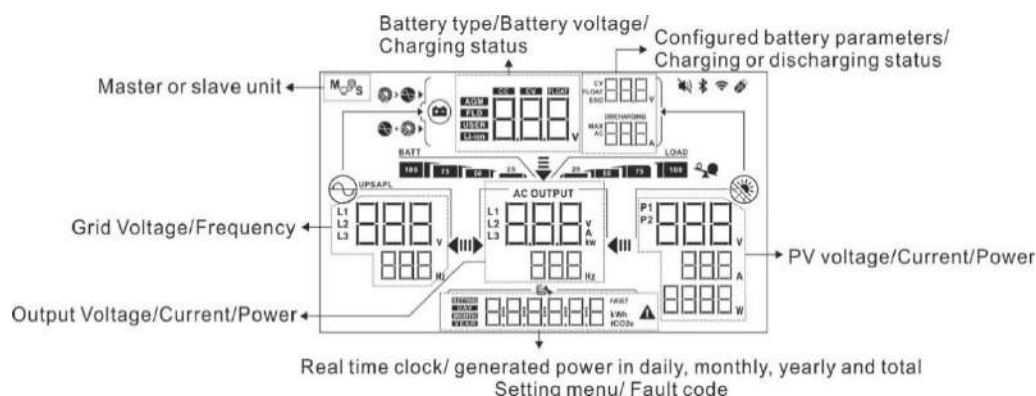 Battery type/Battery voltage/
Charging status
Configured battery parameters/
Charging or discharging status
Master or slave unit
M S
CC CV FLOAT
AGM
FLD
USER
Li-ion
V
CV
FLOAT
END
V
DISCHARGING
MAX
AC
A
BATT
LOAD
100 75 50 25 25 50 75 100
UPSAPL
AC OUTPUT
L1
L2
L3
V
Hz
L1
L2
L3
V
A
kw
Hz
P1
P2
V
A
W
Grid Voltage/Frequency
PV voltage/Current/Power
Output Voltage/Current/Power
SETTING
DAY
MONTH
YEAR
FAULT
kWh
tCO2e
Real time clock/ generated power in daily, monthly, yearly and total
Setting menu/ Fault code